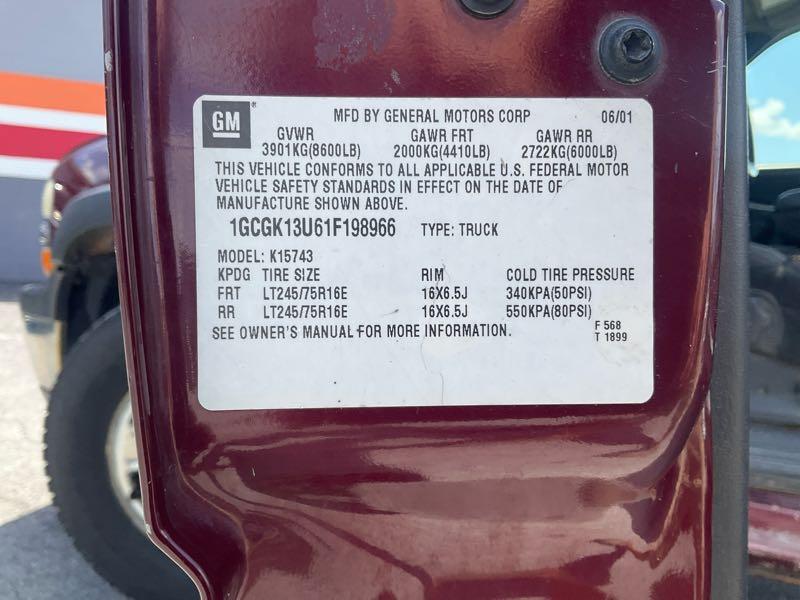 GM
MFD BY GENERAL MOTORS CORP 06/01
GVWR GAWR FRT GAWR RR
3901KG(8600LB) 2000KG(4410LB) 2722KG(6000LB)
THIS VEHICLE CONFORMS TO ALL APPLICABLE U.S. FEDERAL MOTOR
VEHICLE SAFETY STANDARDS IN EFFECT ON THE DATE OF
MANUFACTURE SHOWN ABOVE.
1GCGK13U61F198966 TYPE: TRUCK
MODEL: K15743
KPDG TIRE SIZE RIM COLD TIRE PRESSURE
FRT LT245/75R16E 16X6.5J 340KPA(50PSI)
RR LT245/75R16E 16X6.5J 550KPA(80PSI)
SEE OWNER'S MANUAL FOR MORE INFORMATION.
F 568
T 1899